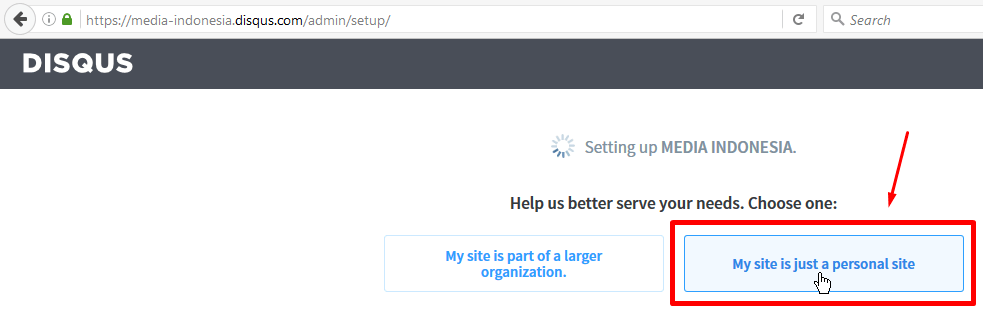 https://media-indonesia.disqus.com/admin/setup/
Search
DISQUS
Setting up MEDIA INDONESIA.
Help us better serve your needs. Choose one:
My site is part of a larger
organization.
My site is just a personal site